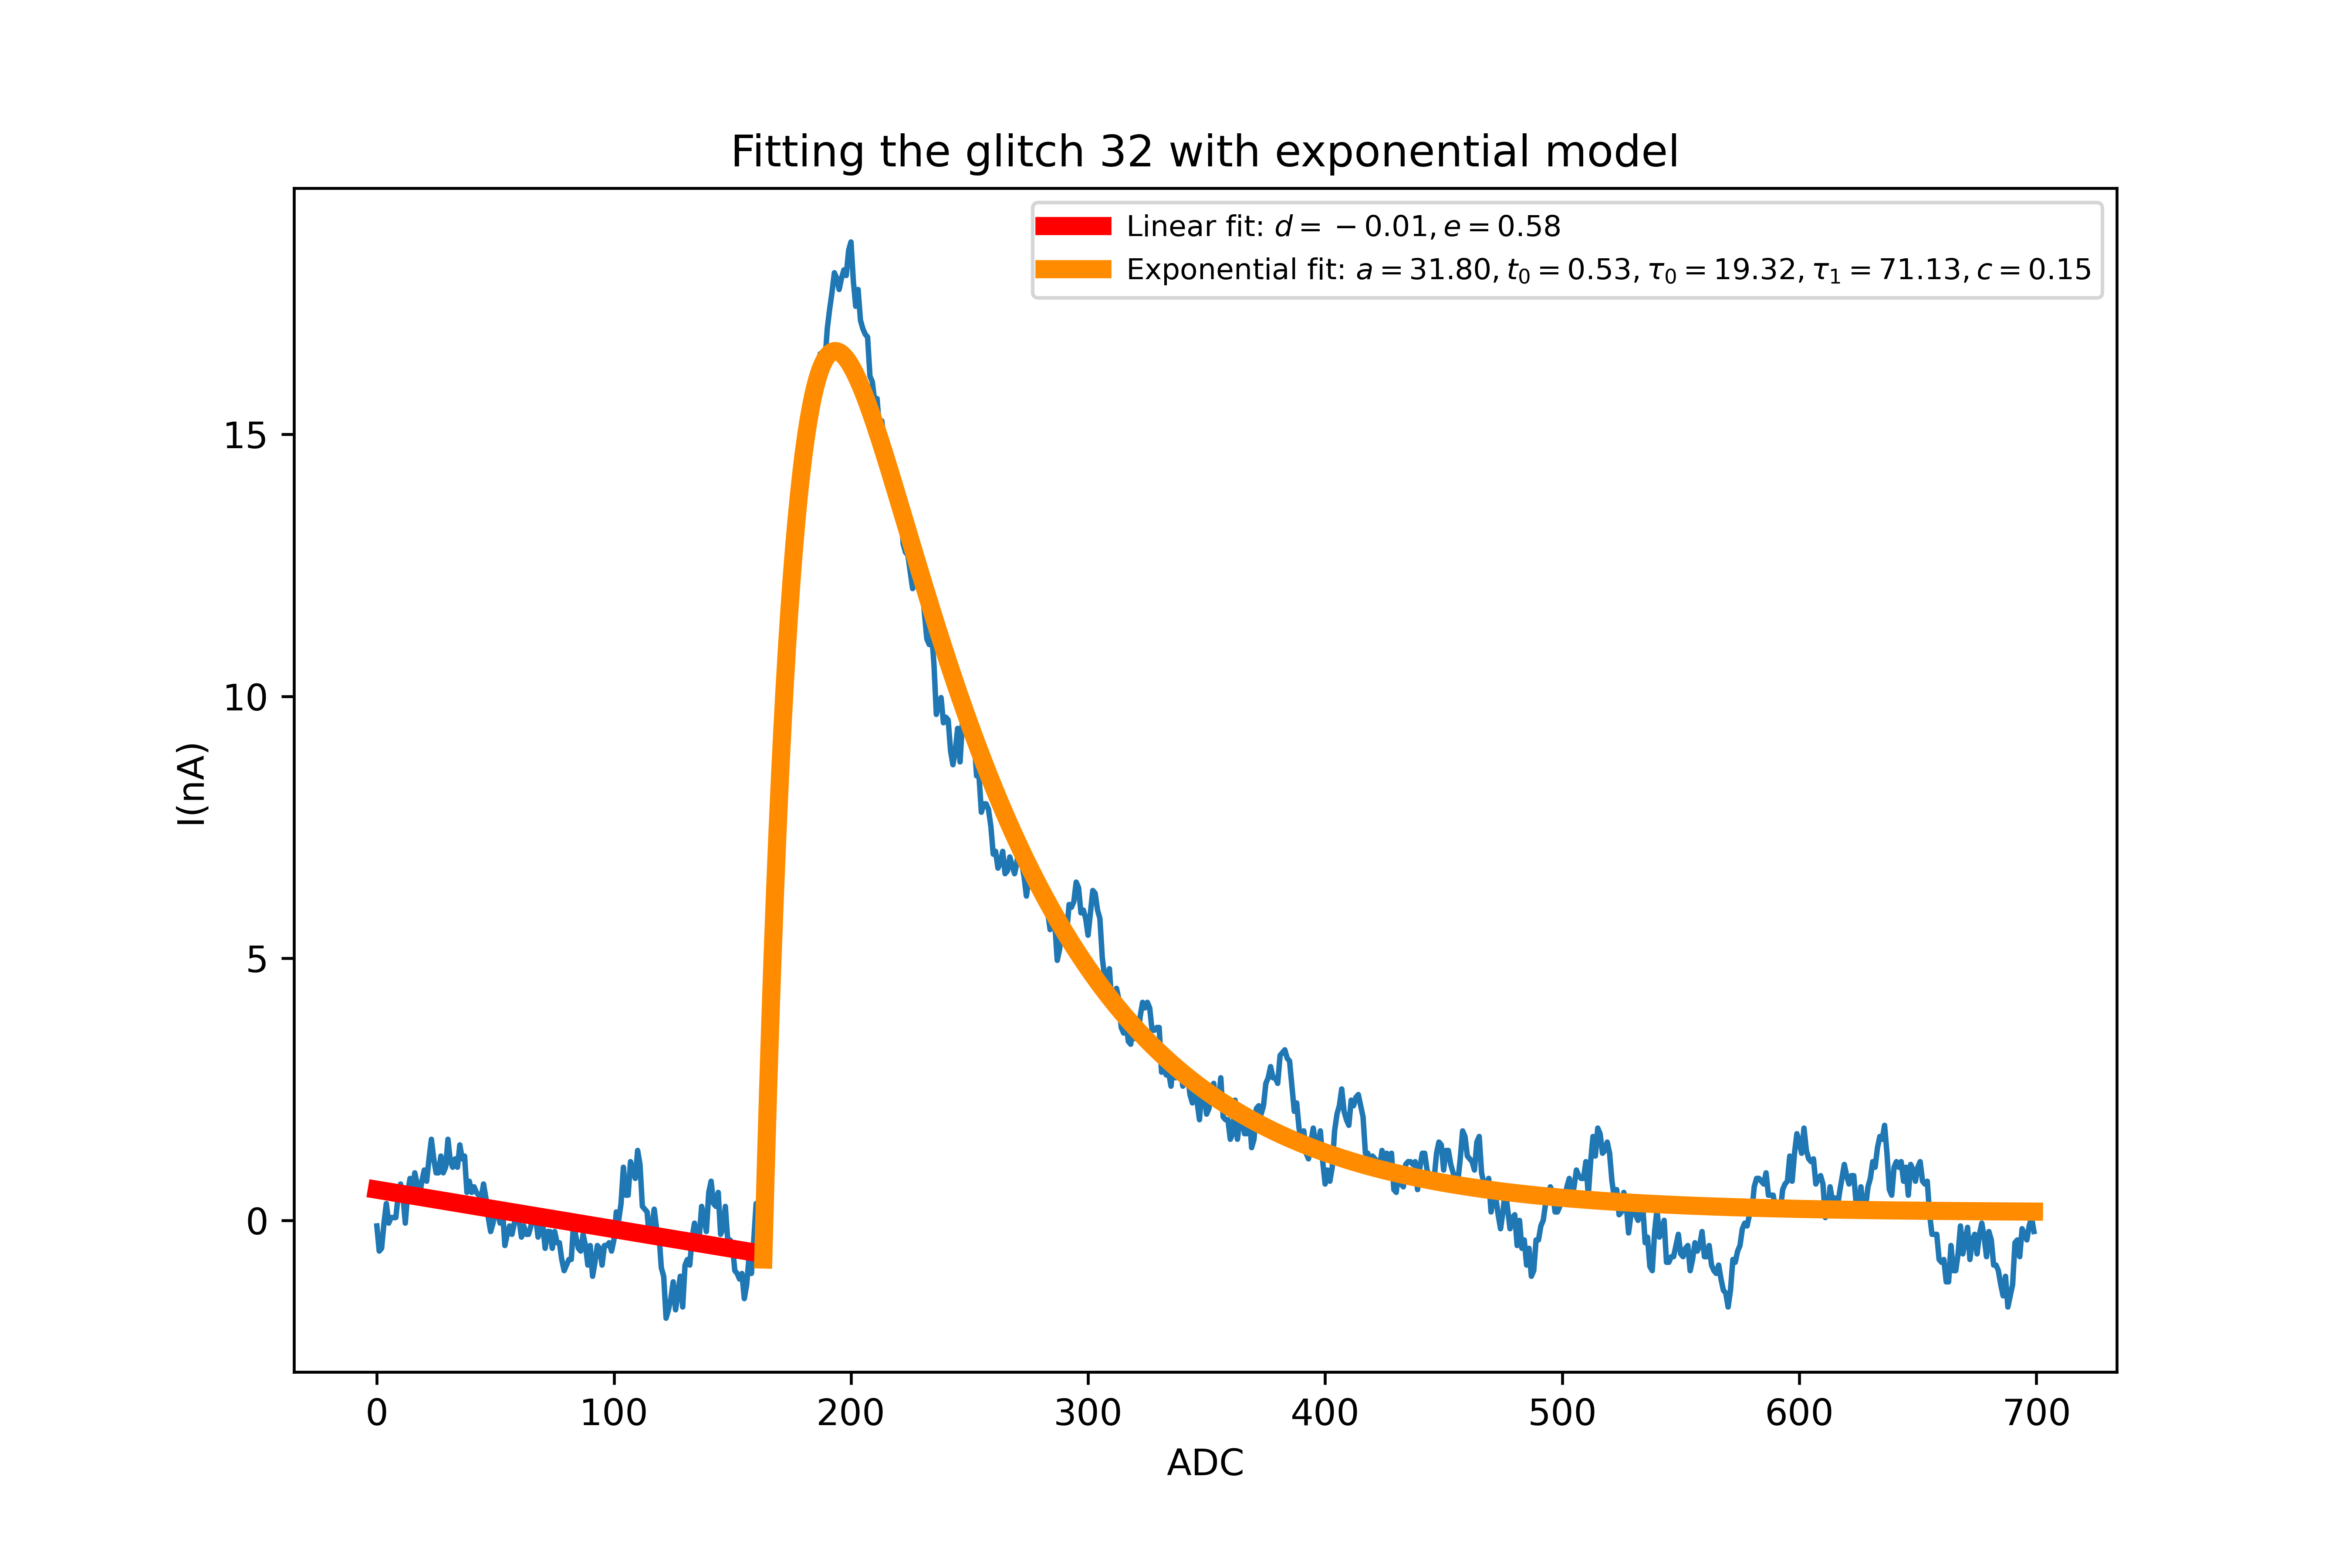 Fitting the glitch 32 with exponential model
Linear fit: d = −0.01, e = 0.58
Exponential fit: a = 31.80, t₀ = 0.53, τ₀ = 19.32, τ₁ = 71.13, c = 0.15
15
10
5
0
I(nA)
0 100 200 300 400 500 600 700
ADC